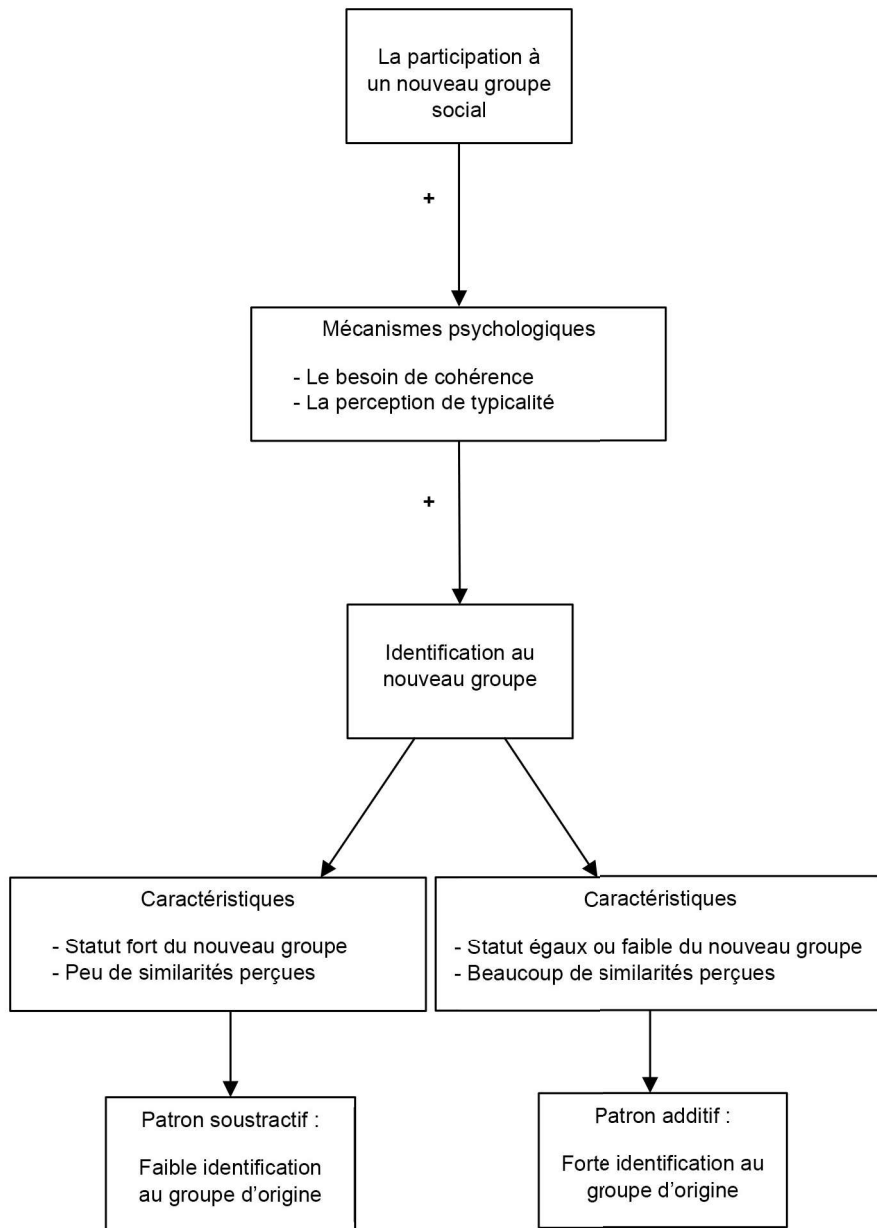 La participation à
un nouveau groupe
social
+
Mécanismes psychologiques
- Le besoin de cohérence
- La perception de typicalité
+
Identification au
nouveau groupe
Caractéristiques
- Statut fort du nouveau groupe
- Peu de similarités perçues
Caractéristiques
- Statut égaux ou faible du nouveau groupe
- Beaucoup de similarités perçues
Patron soustractif :
Faible identification
au groupe d'origine
Patron additif :
Forte identification au
groupe d'origine